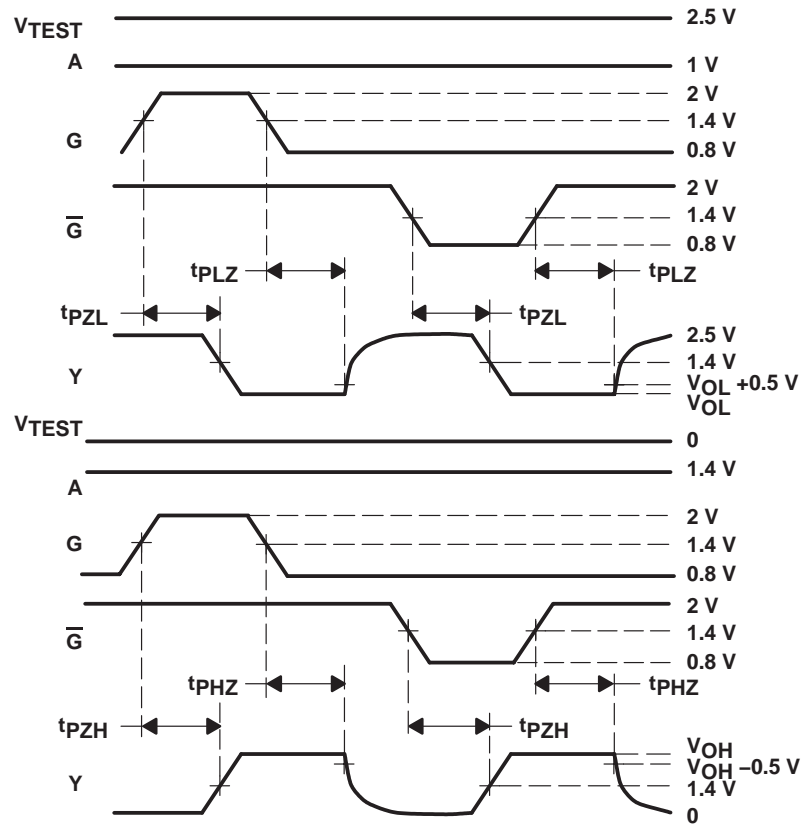 VTEST 2.5 V
A 1 V
2 V
G 1.4 V
0.8 V
2 V
G̅ 1.4 V
0.8 V
tPLZ tPLZ
tPZL tPZL
2.5 V
1.4 V
Y VOL +0.5 V
VOL
VTEST 0
A 1.4 V
2 V
G 1.4 V
0.8 V
2 V
G̅ 1.4 V
0.8 V
tPHZ tPHZ
tPZH tPZH
VOH
VOH −0.5 V
Y 1.4 V
0